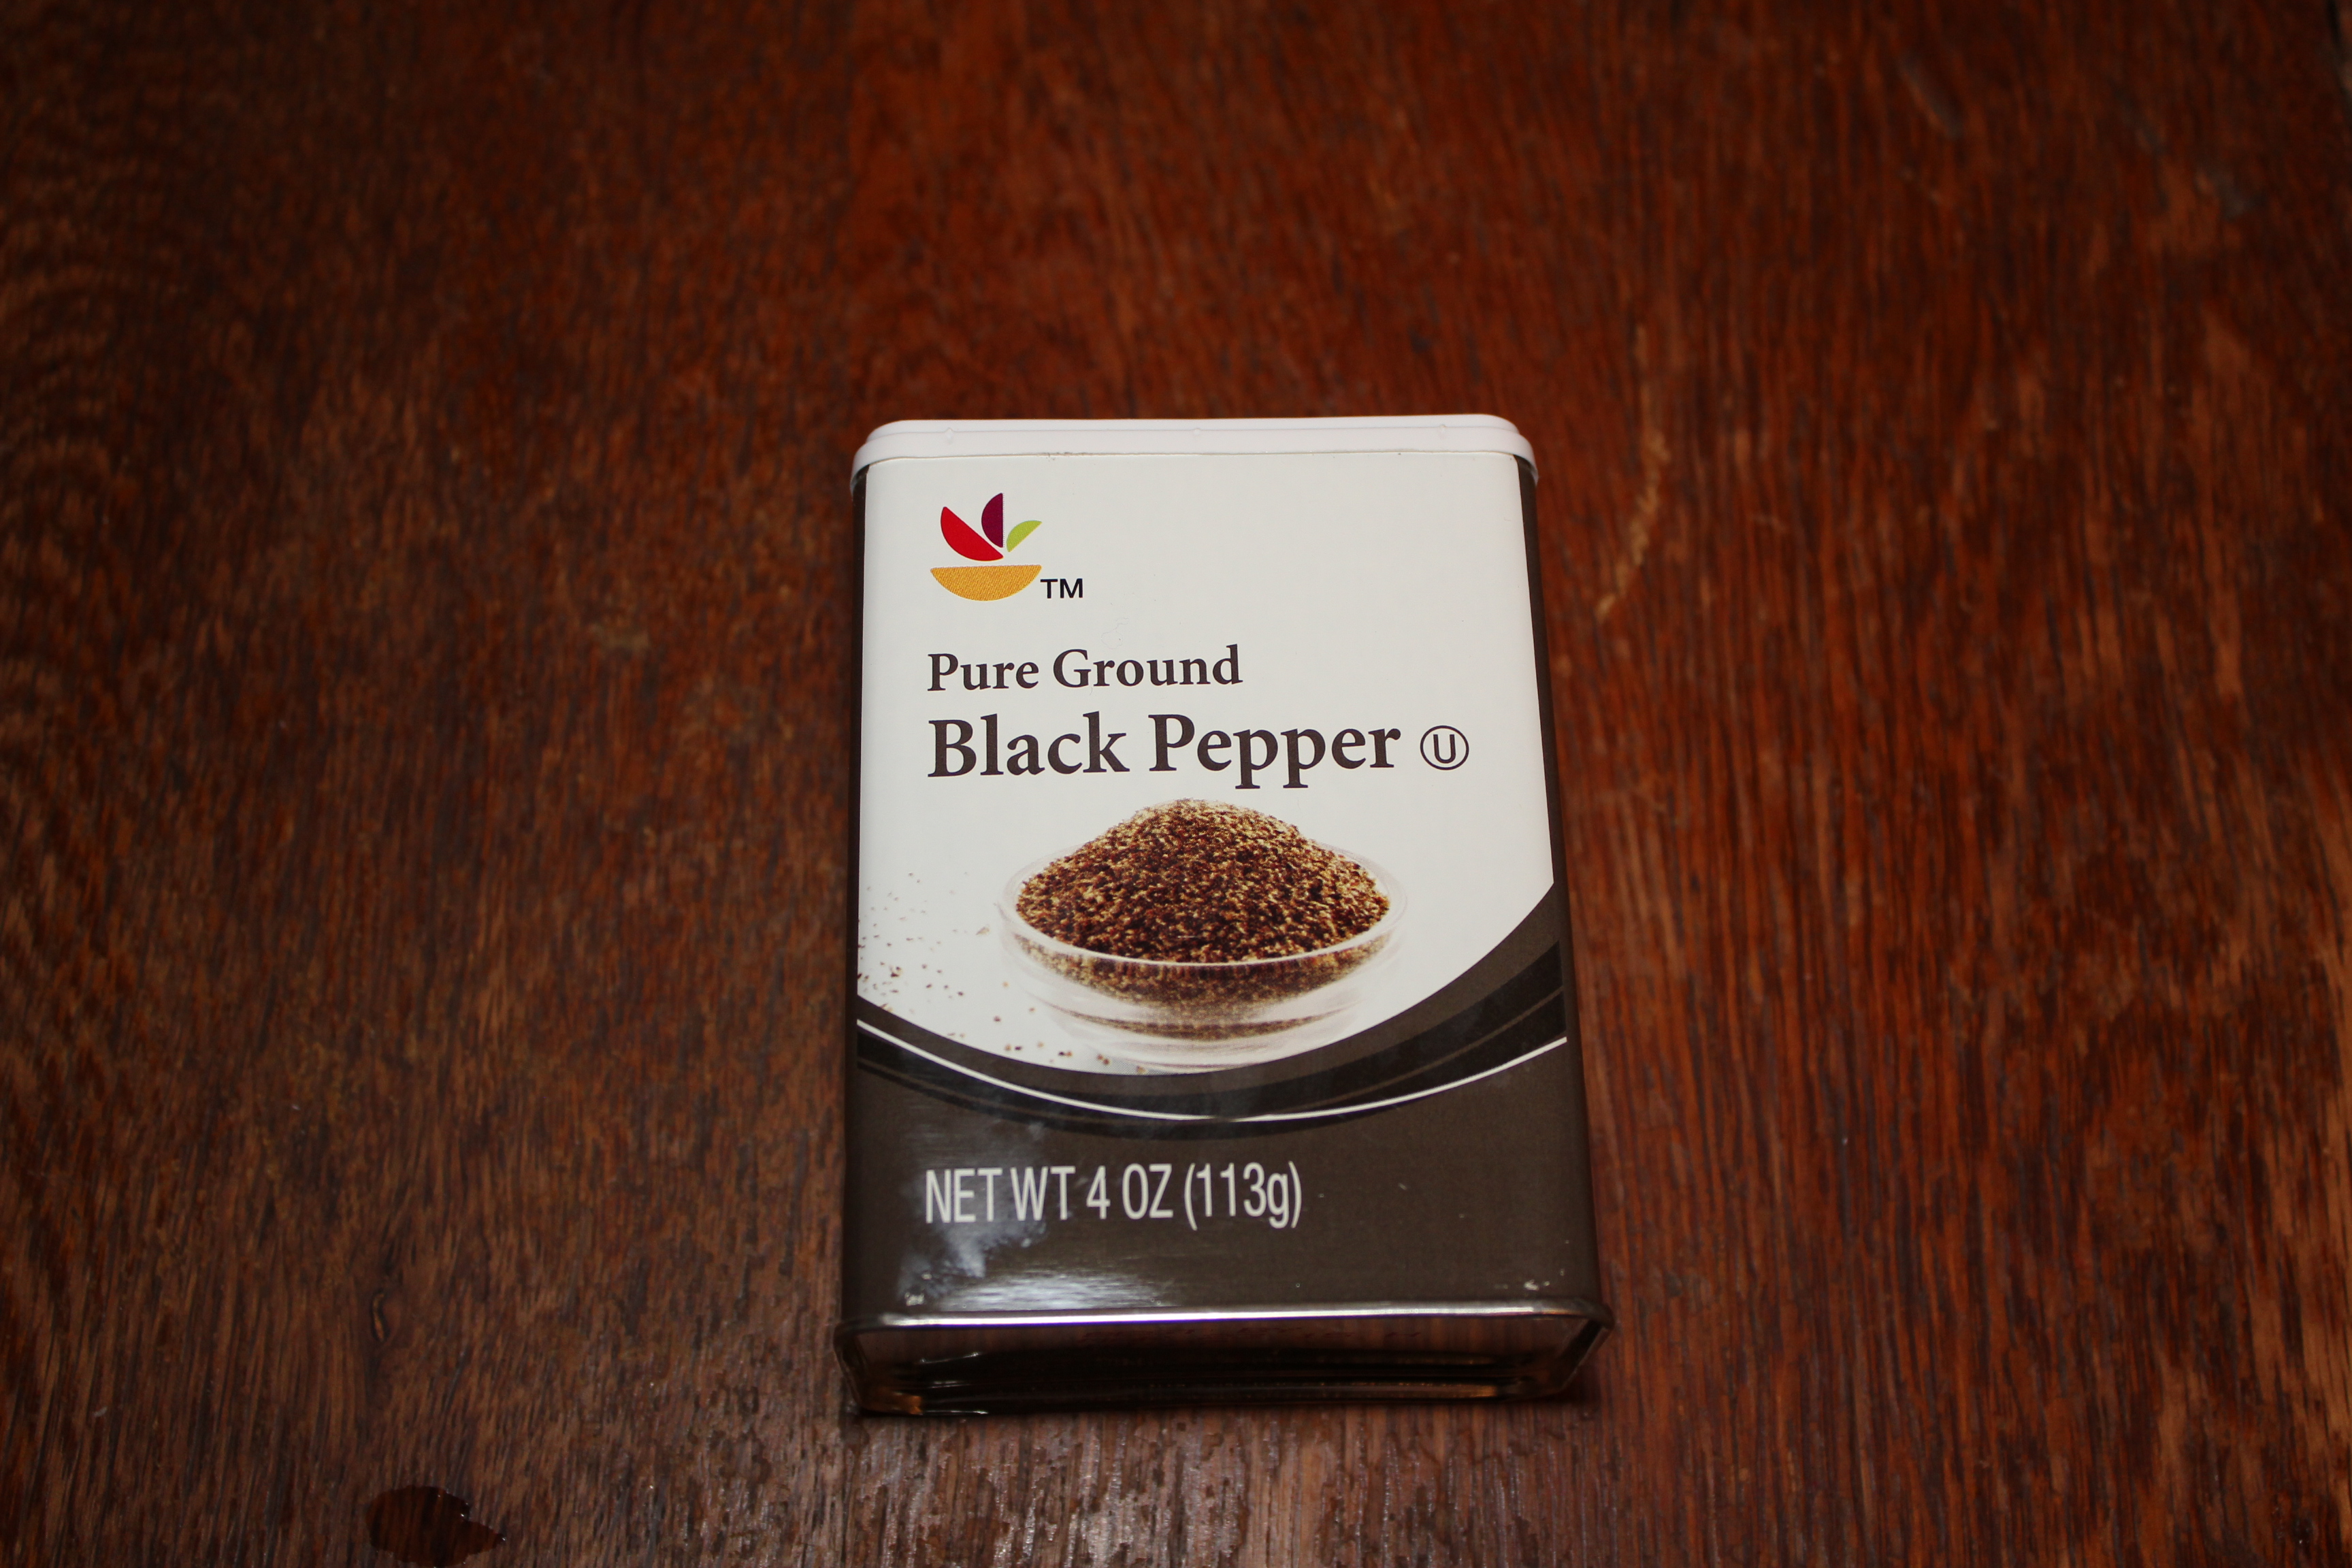 TM
Pure Ground
Black Pepper Ⓤ
NET WT 4 OZ (113g)